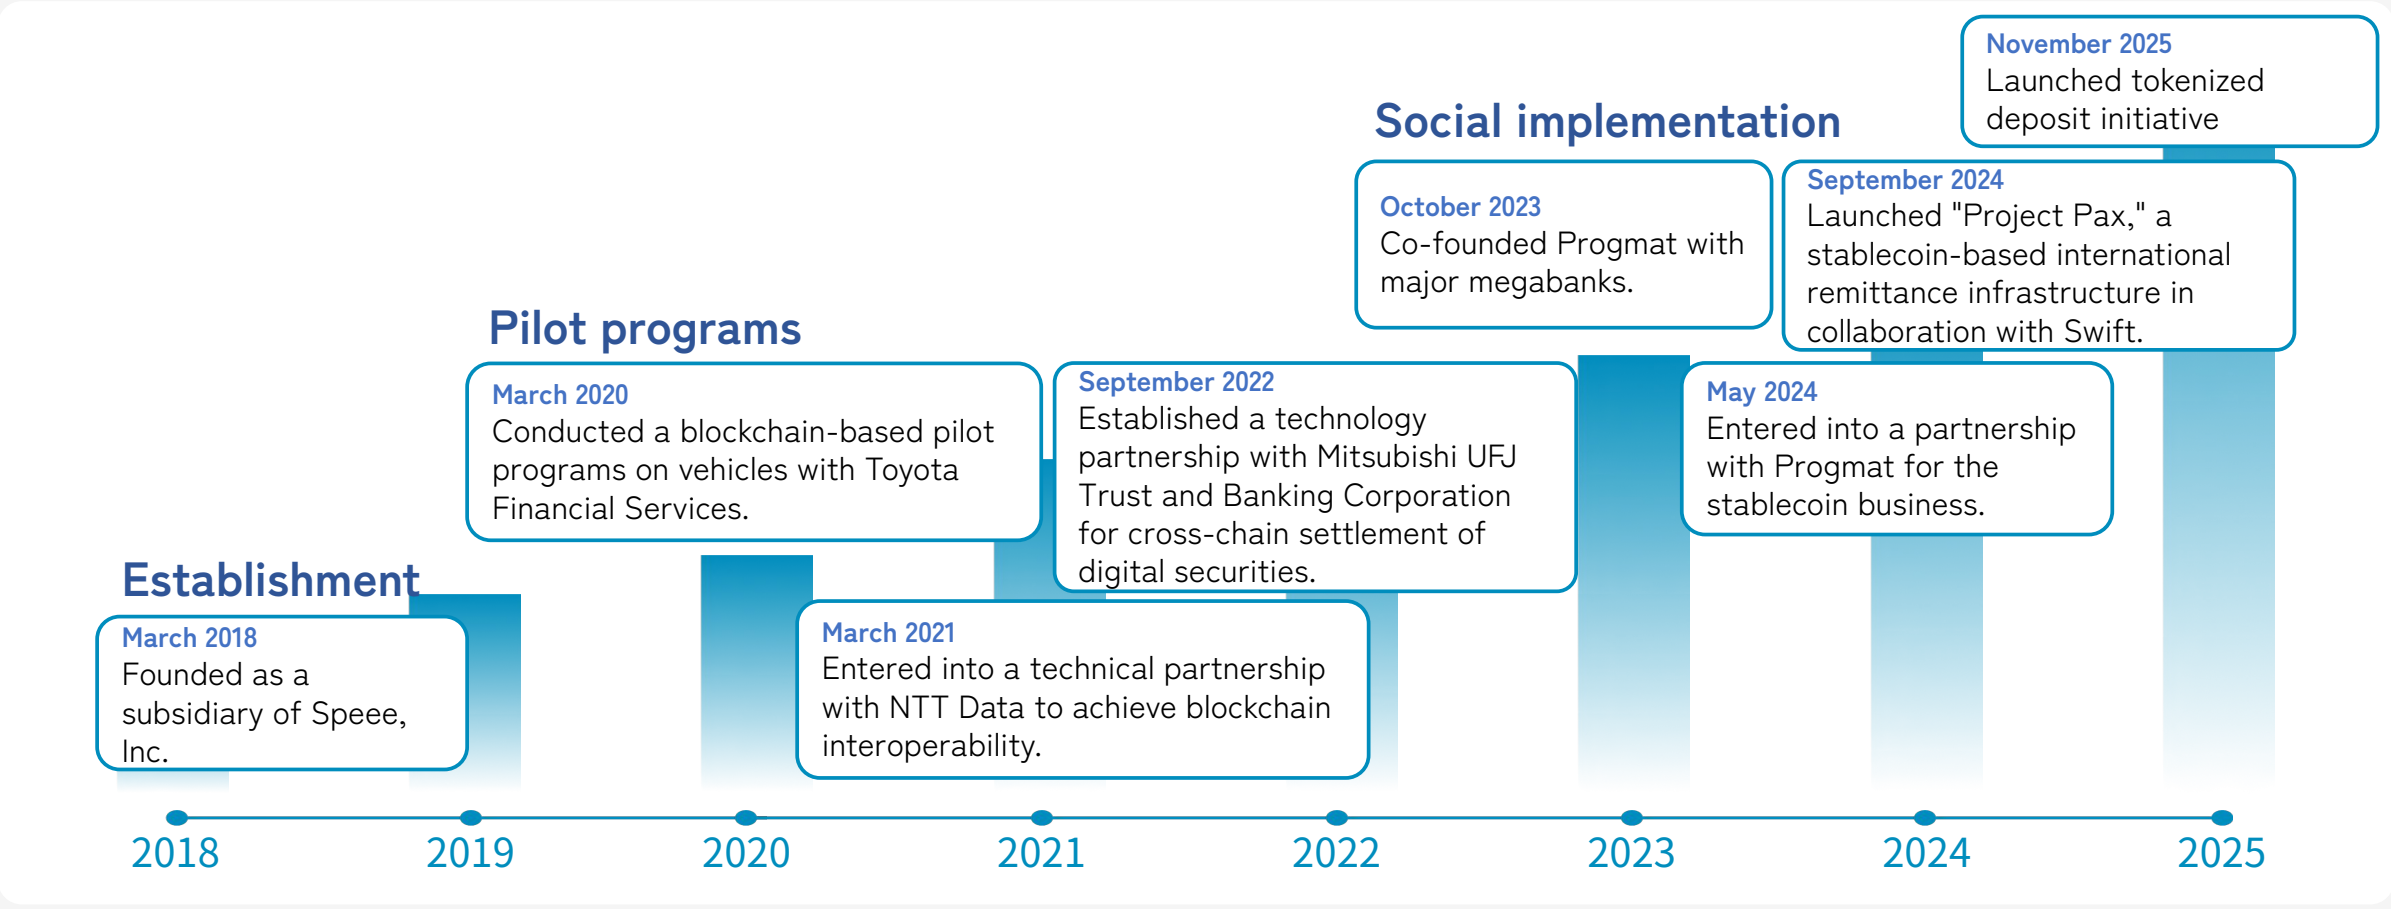 Establishment
March 2018
Founded as a
subsidiary of Speee,
Inc.
Pilot programs
March 2020
Conducted a blockchain-based pilot
programs on vehicles with Toyota
Financial Services.
March 2021
Entered into a technical partnership
with NTT Data to achieve blockchain
interoperability.
September 2022
Established a technology
partnership with Mitsubishi UFJ
Trust and Banking Corporation
for cross-chain settlement of
digital securities.
Social implementation
October 2023
Co-founded Progmat with
major megabanks.
May 2024
Entered into a partnership
with Progmat for the
stablecoin business.
September 2024
Launched "Project Pax," a
stablecoin-based international
remittance infrastructure in
collaboration with Swift.
November 2025
Launched tokenized
deposit initiative
2018
2019
2020
2021
2022
2023
2024
2025